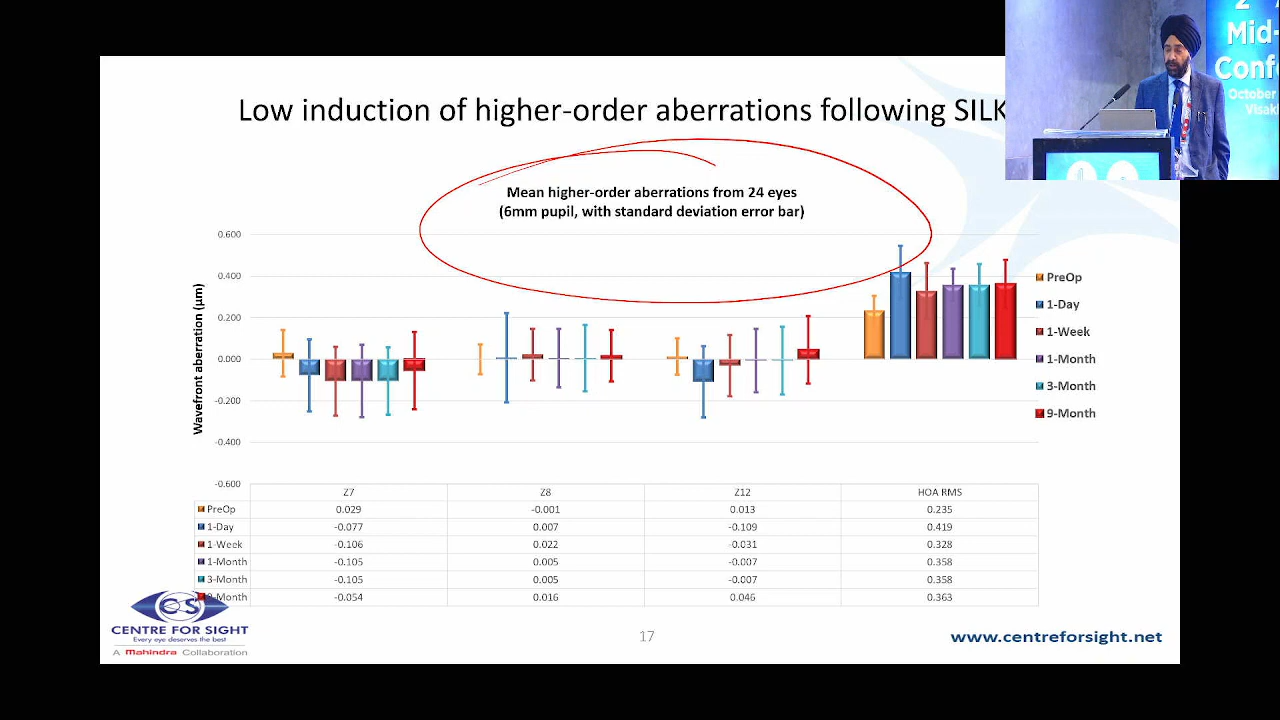 Low induction of higher-order aberrations following SILK
2
Mid-
Conf
October
Visak
Mean higher-order aberrations from 24 eyes
(6mm pupil, with standard deviation error bar)
Wavefront aberration (µm)
0.600
0.400
0.200
0.000
-0.200
-0.400
-0.600
PreOp
1-Day
1-Week
1-Month
3-Month
9-Month
Z7 Z8 Z12 HOA RMS
PreOp 0.029 -0.001 0.013 0.235
1-Day -0.077 0.007 -0.109 0.419
1-Week -0.106 0.022 -0.031 0.328
1-Month -0.105 0.005 -0.007 0.358
3-Month -0.105 0.005 -0.007 0.358
9-Month -0.054 0.016 0.046 0.363
CS
CENTRE FOR SIGHT
Every eye deserves the best
A Mahindra Collaboration
17
www.centreforsight.net